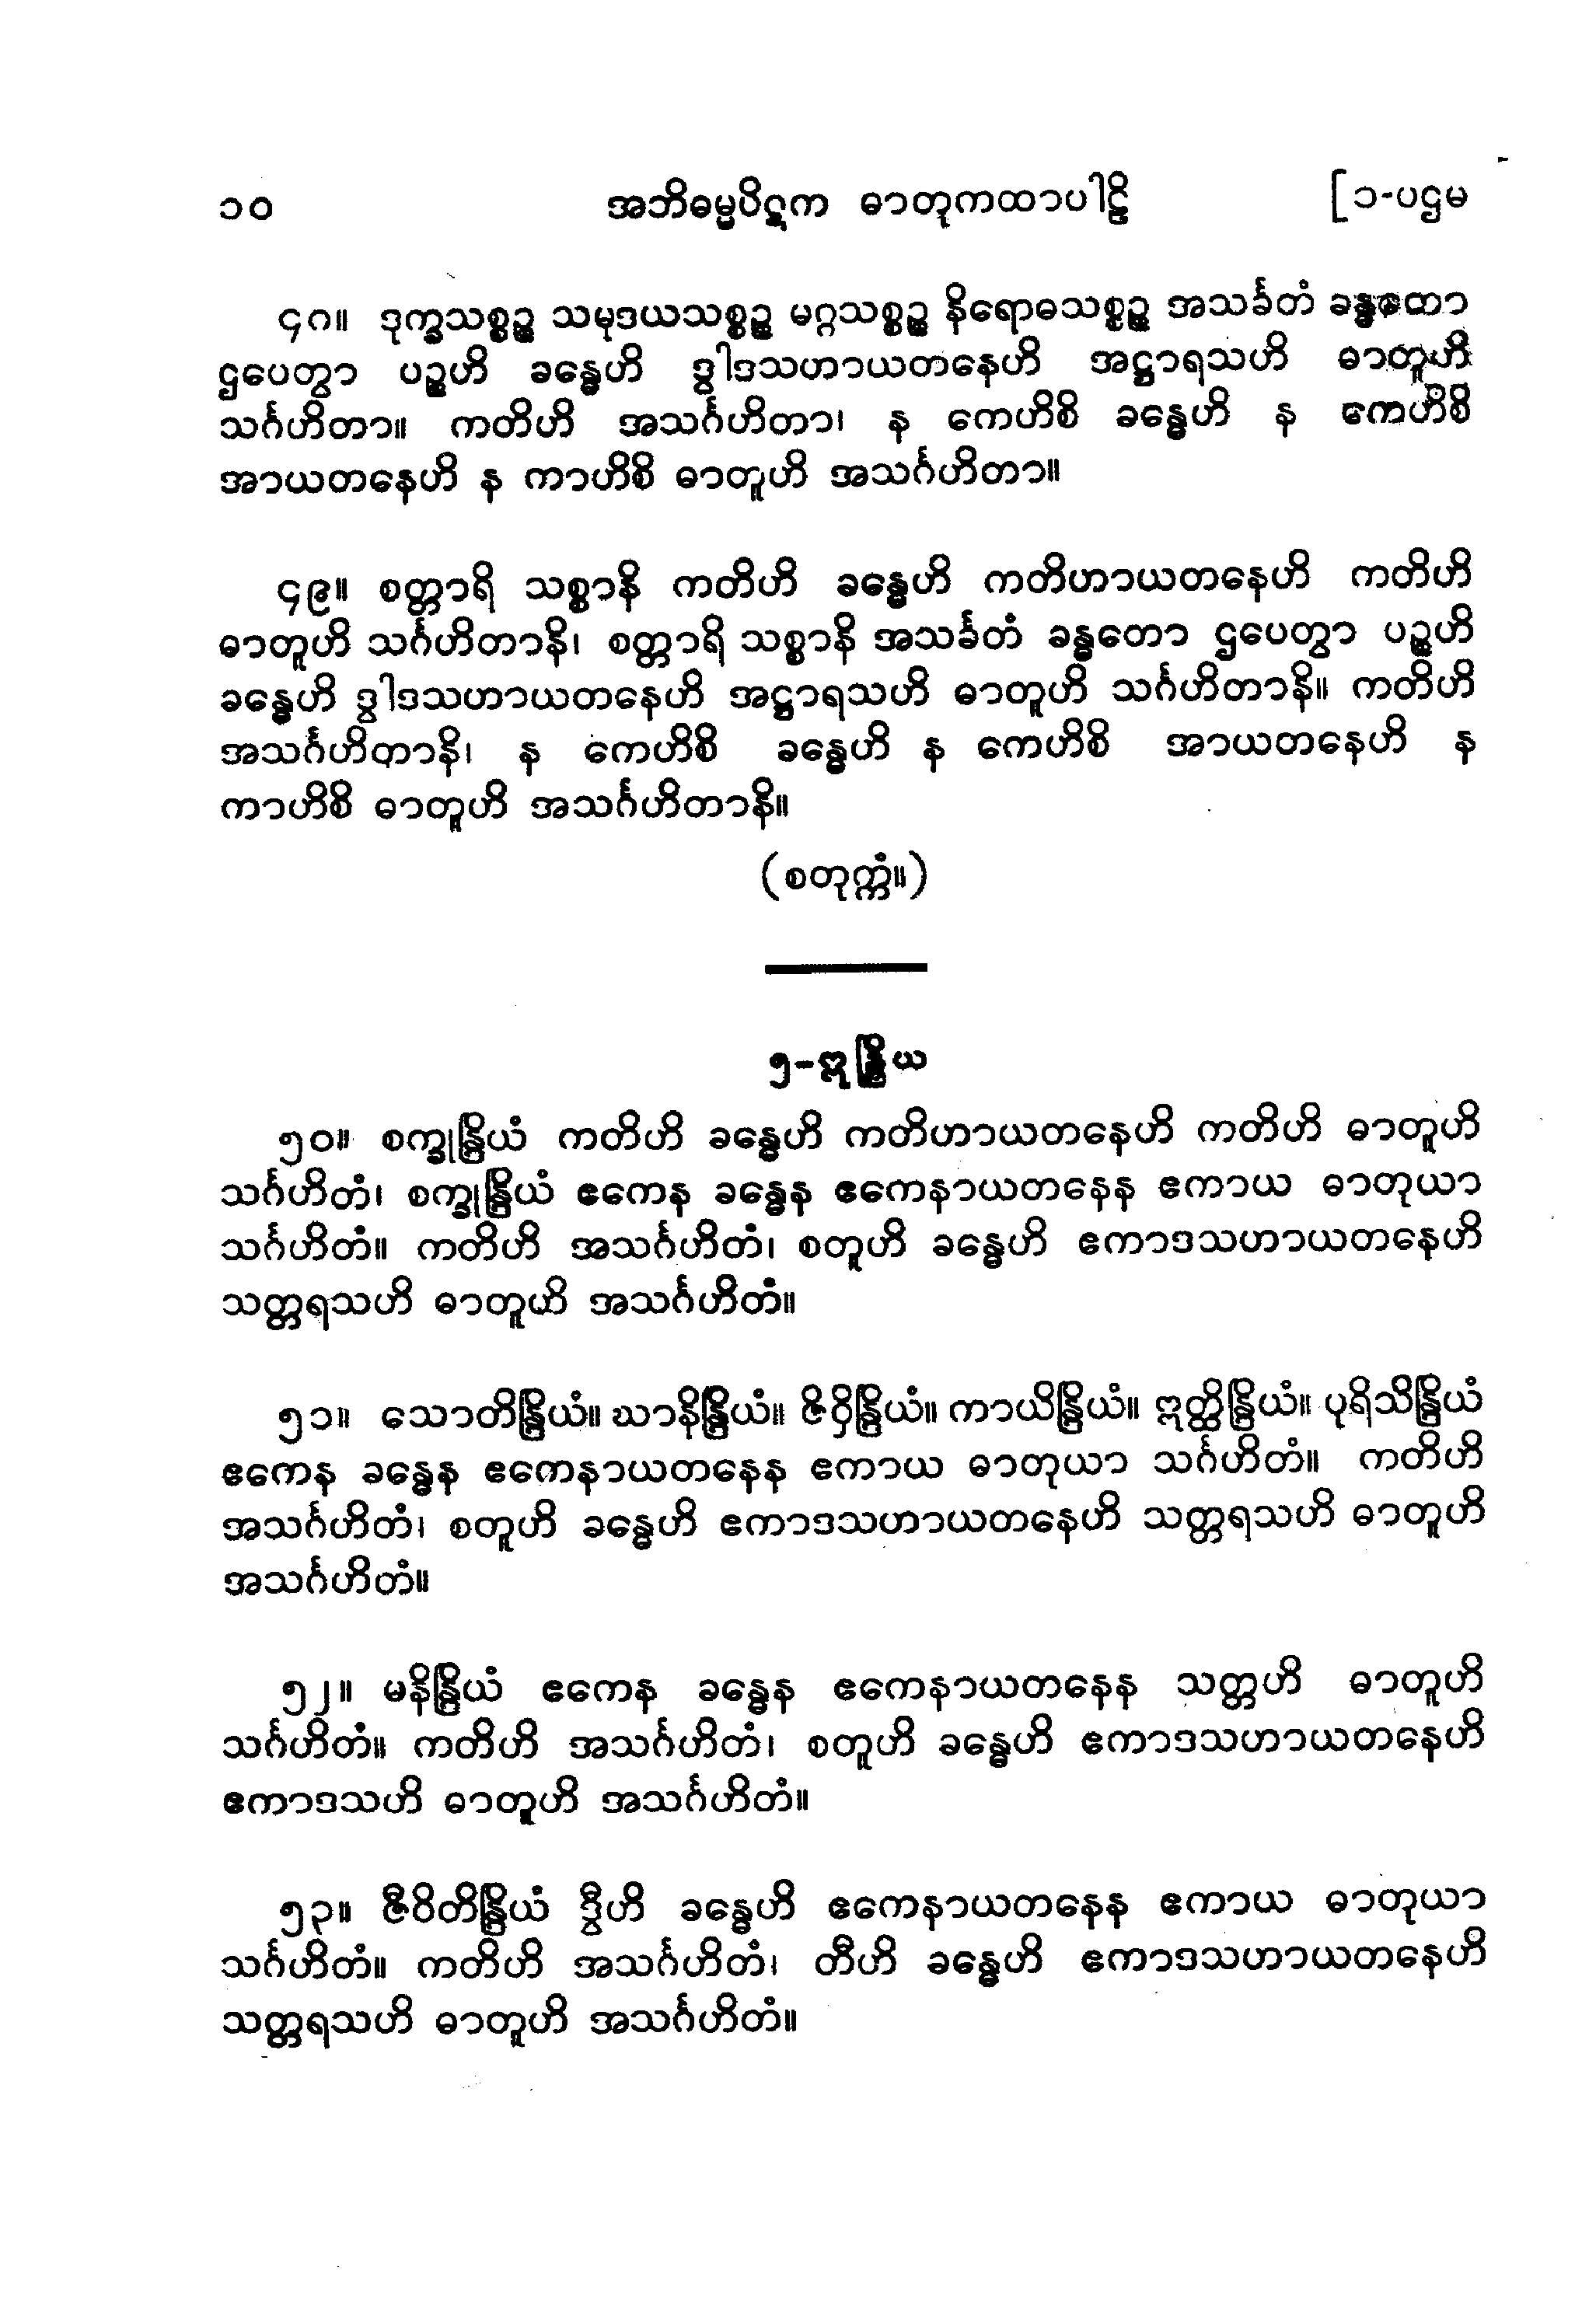 ၁၀ အဘိဓမ္မပိဋက ဓာတုကထာပါဠိ [၁-ပဌမ
၄၈။ ဒုက္ခသစ္စဉ္စ သမုဒယသစ္စဉ္စ မဂ္ဂသစ္စဉ္စ နိရောဓသစ္စဉ္စ အသင်္ခတံ ခန္ဓတော
ဌပေတွာ ပဉ္စဟိ ခန္ဓေဟိ ဒွါဒသဟာယတနေဟိ အဋ္ဌာရသဟိ ဓာတူဟိ
သင်္ဂဟိတာ။ ကတိဟိ အသင်္ဂဟိတာ၊ န ကေဟိစိ ခန္ဓေဟိ န ကေဟိစိ
အာယတနေဟိ န ကာဟိစိ ဓာတူဟိ အသင်္ဂဟိတာ။
၄၉။ စတ္တာရိ သစ္စာနိ ကတိဟိ ခန္ဓေဟိ ကတိဟာယတနေဟိ ကတိဟိ
ဓာတူဟိ သင်္ဂဟိတာနိ၊ စတ္တာရိ သစ္စာနိ အသင်္ခတံ ခန္ဓတော ဌပေတွာ ပဉ္စဟိ
ခန္ဓေဟိ ဒွါဒသဟာယတနေဟိ အဋ္ဌာရသဟိ ဓာတူဟိ သင်္ဂဟိတာနိ။ ကတိဟိ
အသင်္ဂဟိတာနိ၊ န ကေဟိစိ ခန္ဓေဟိ န ကေဟိစိ အာယတနေဟိ န
ကာဟိစိ ဓာတူဟိ အသင်္ဂဟိတာနိ။
(စတုက္ကံ။)
၅-ဣန္ဒြိယ
၅၀။ စက္ခုန္ဒြိယံ ကတိဟိ ခန္ဓေဟိ ကတိဟာယတနေဟိ ကတိဟိ ဓာတူဟိ
သင်္ဂဟိတံ၊ စက္ခုန္ဒြိယံ ဧကေန ခန္ဓေန ဧကေနာယတနေန ဧကာယ ဓာတုယာ
သင်္ဂဟိတံ။ ကတိဟိ အသင်္ဂဟိတံ၊ စတူဟိ ခန္ဓေဟိ ဧကာဒသဟာယတနေဟိ
သတ္တရသဟိ ဓာတူဟိ အသင်္ဂဟိတံ။
၅၁။ သောတိန္ဒြိယံ။ ဃာနိန္ဒြိယံ။ ဇိဝှိန္ဒြိယံ။ ကာယိန္ဒြိယံ။ ဣတ္ထိန္ဒြိယံ။ ပုရိသိန္ဒြိယံ
ဧကေန ခန္ဓေန ဧကေနာယတနေန ဧကာယ ဓာတုယာ သင်္ဂဟိတံ။ ကတိဟိ
အသင်္ဂဟိတံ၊ စတူဟိ ခန္ဓေဟိ ဧကာဒသဟာယတနေဟိ သတ္တရသဟိ ဓာတူဟိ
အသင်္ဂဟိတံ။
၅၂။ မနိန္ဒြိယံ ဧကေန ခန္ဓေန ဧကေနာယတနေန သတ္တဟိ ဓာတူဟိ
သင်္ဂဟိတံ။ ကတိဟိ အသင်္ဂဟိတံ၊ စတူဟိ ခန္ဓေဟိ ဧကာဒသဟာယတနေဟိ
ဧကာဒသဟိ ဓာတူဟိ အသင်္ဂဟိတံ။
၅၃။ ဇီဝိတိန္ဒြိယံ ဒွီဟိ ခန္ဓေဟိ ဧကေနာယတနေန ဧကာယ ဓာတုယာ
သင်္ဂဟိတံ။ ကတိဟိ အသင်္ဂဟိတံ၊ တီဟိ ခန္ဓေဟိ ဧကာဒသဟာယတနေဟိ
သတ္တရသဟိ ဓာတူဟိ အသင်္ဂဟိတံ။